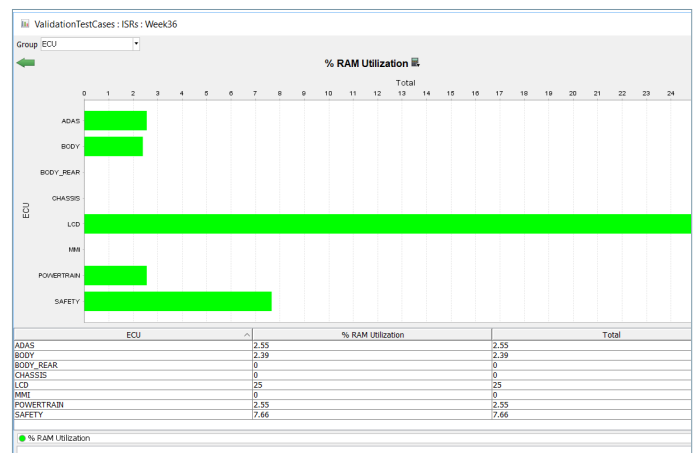 ValidationTestCases : ISRs : Week36
Group ECU
% RAM Utilization
Total
0 1 2 3 4 5 6 7 8 9 10 11 12 13 14 15 16 17 18 19 20 21 22 23 24
ECU
ADAS
BODY
BODY_REAR
CHASSIS
LCD
MMI
POWERTRAIN
SAFETY
ECU % RAM Utilization Total
ADAS 2.55 2.55
BODY 2.39 2.39
BODY_REAR 0 0
CHASSIS 0 0
LCD 25 25
MMI 0 0
POWERTRAIN 2.55 2.55
SAFETY 7.66 7.66
% RAM Utilization